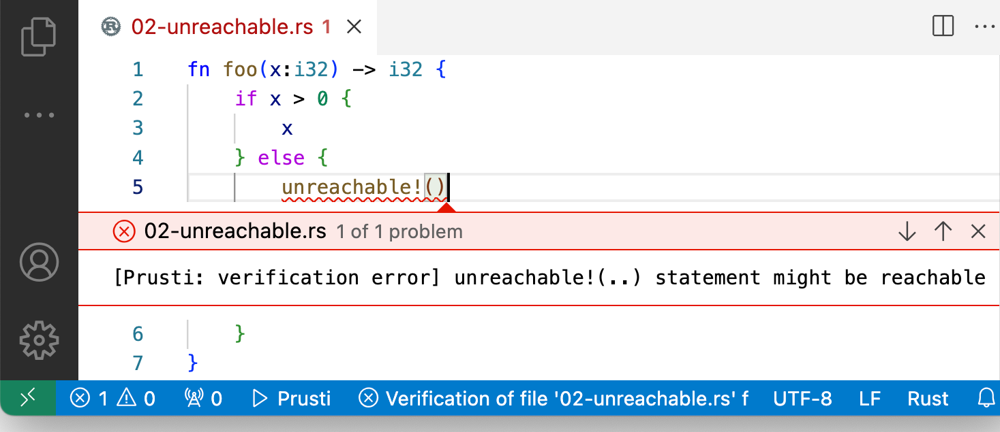 02-unreachable.rs 1
1 fn foo(x:i32) -> i32 {
2 if x > 0 {
3 x
4 } else {
5 unreachable!()
02-unreachable.rs 1 of 1 problem
[Prusti: verification error] unreachable!(..) statement might be reachable
6 }
7 }
1 0 0 Prusti Verification of file '02-unreachable.rs' f UTF-8 LF Rust